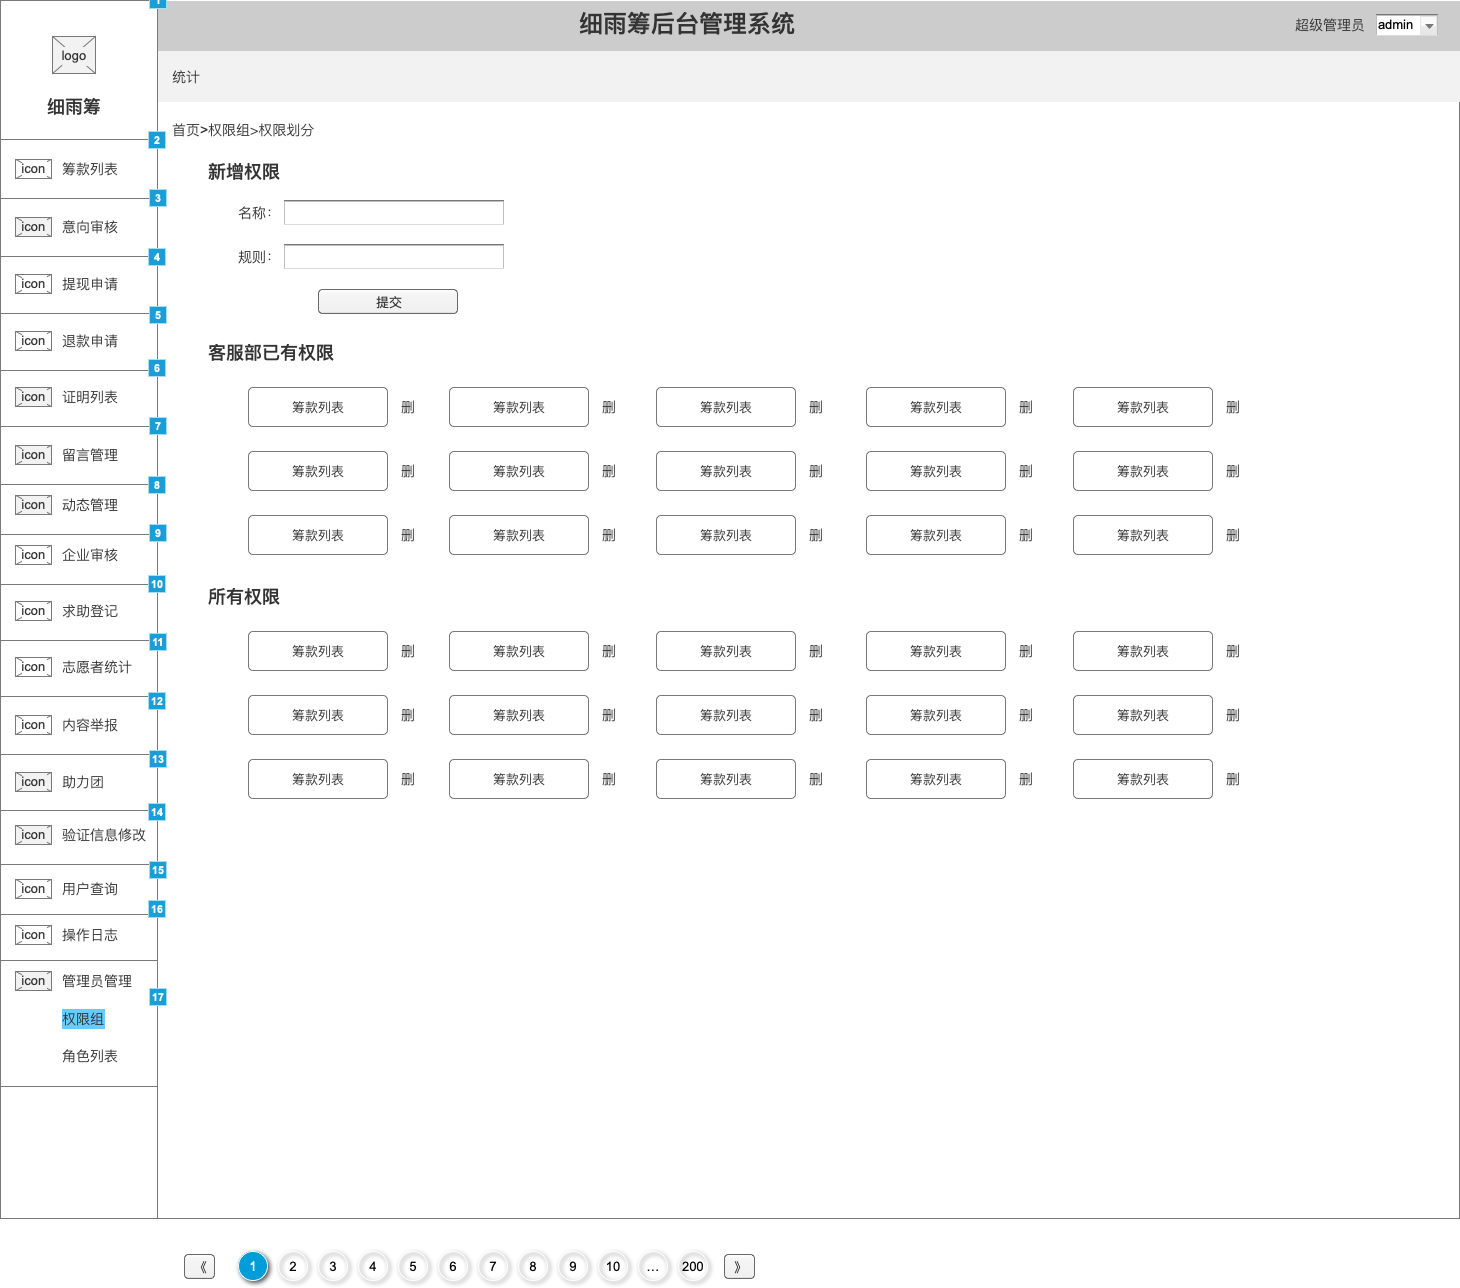 1
细雨筹后台管理系统
超级管理员 admin
logo
细雨筹
统计
首页>权限组>权限划分
2
icon 筹款列表
3
icon 意向审核
4
icon 提现申请
5
icon 退款申请
6
icon 证明列表
7
icon 留言管理
8
icon 动态管理
9
icon 企业审核
10
icon 求助登记
11
icon 志愿者统计
12
icon 内容举报
13
icon 助力团
14
icon 验证信息修改
15
icon 用户查询
16
icon 操作日志
icon 管理员管理
17
权限组
角色列表
新增权限
名称：
规则：
提交
客服部已有权限
筹款列表 删 筹款列表 删 筹款列表 删 筹款列表 删 筹款列表 删
筹款列表 删 筹款列表 删 筹款列表 删 筹款列表 删 筹款列表 删
筹款列表 删 筹款列表 删 筹款列表 删 筹款列表 删 筹款列表 删
所有权限
筹款列表 删 筹款列表 删 筹款列表 删 筹款列表 删 筹款列表 删
筹款列表 删 筹款列表 删 筹款列表 删 筹款列表 删 筹款列表 删
筹款列表 删 筹款列表 删 筹款列表 删 筹款列表 删 筹款列表 删
《 1 2 3 4 5 6 7 8 9 10 ... 200 》